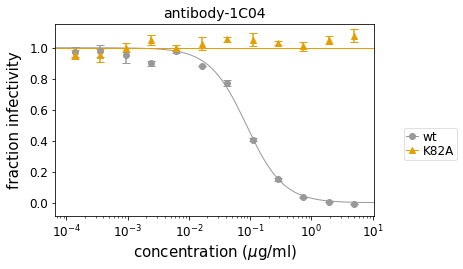 antibody-1C04
fraction infectivity
1.0
0.8
0.6
0.4
0.2
0.0
10⁻⁴ 10⁻³ 10⁻² 10⁻¹ 10⁰ 10¹
concentration (μg/ml)
wt
K82A